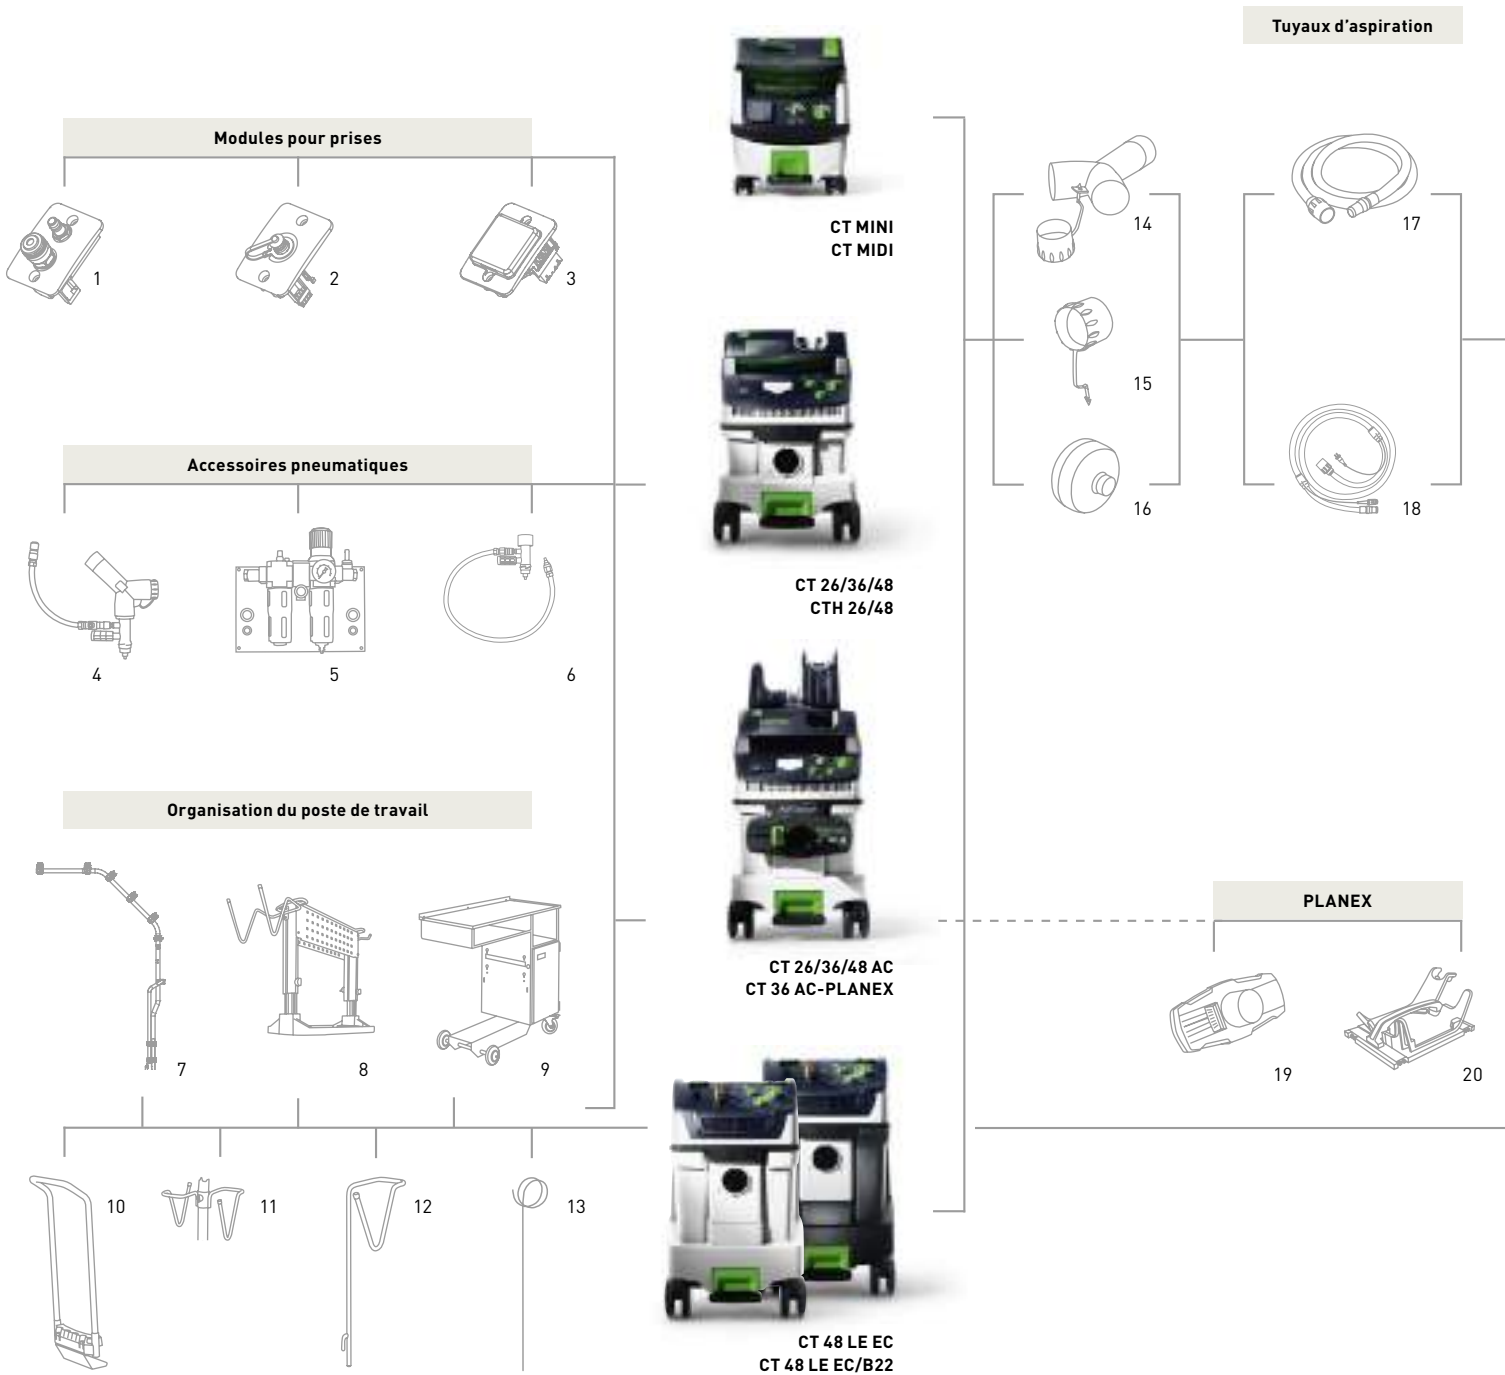 Tuyaux d'aspiration
Modules pour prises
1
2
3
CT MINI
CT MIDI
14
17
15
Accessoires pneumatiques
16
18
4
5
6
CT 26/36/48
CTH 26/48
Organisation du poste de travail
7
8
9
CT 26/36/48 AC
CT 36 AC-PLANEX
PLANEX
19
20
10
11
12
13
CT 48 LE EC
CT 48 LE EC/B22